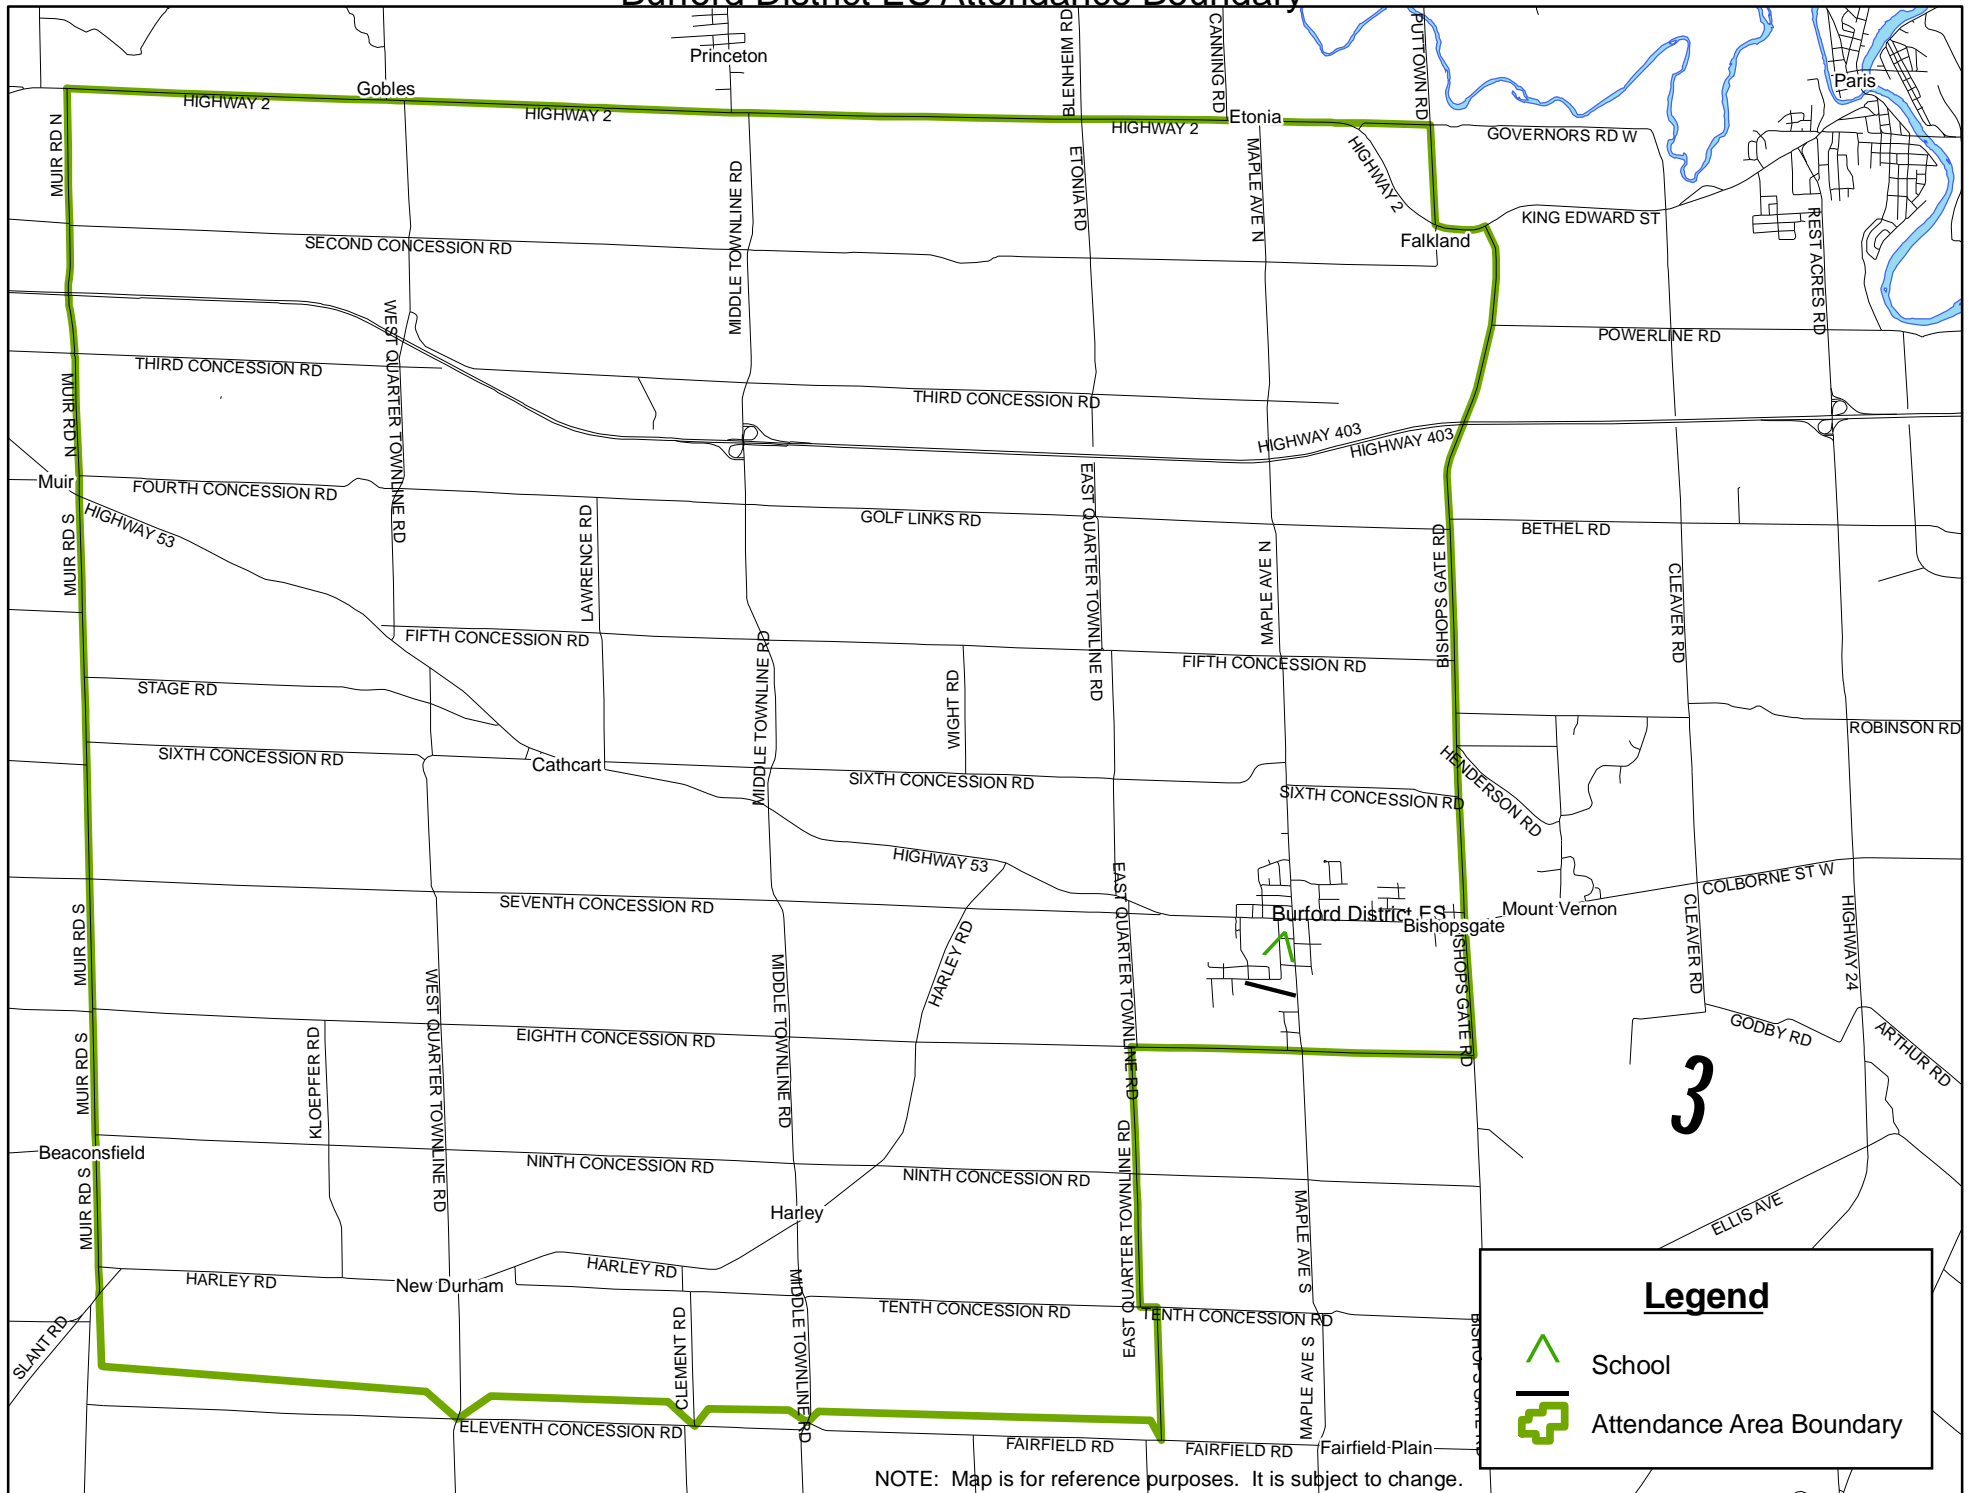 Burford District ES Attendance Boundary
Princeton
BLENHEIM RD
CANNING RD
PUTTOWN RD
Paris
Gobles
HIGHWAY 2
HIGHWAY 2
HIGHWAY 2
Etonia
GOVERNORS RD W
MUIR RD N
MIDDLE TOWNLINE RD
ETONIA RD
MAPLE AVE N
HIGHWAY 2
KING EDWARD ST
Falkland
REST ACRES RD
SECOND CONCESSION RD
WEST QUARTER TOWNLINE RD
POWERLINE RD
THIRD CONCESSION RD
THIRD CONCESSION RD
MUIR RD N
HIGHWAY 403
HIGHWAY 403
Muir
FOURTH CONCESSION RD
HIGHWAY 53
GOLF LINKS RD
EAST QUARTER TOWNLINE RD
BETHEL RD
MUIR RD S
LAWRENCE RD
MAPLE AVE N
BISHOPS GATE RD
CLEAVER RD
FIFTH CONCESSION RD
FIFTH CONCESSION RD
MIDDLE TOWNLINE RD
WIGHT RD
STAGE RD
ROBINSON RD
SIXTH CONCESSION RD
Cathcart
SIXTH CONCESSION RD
SIXTH CONCESSION RD
HENDERSON RD
HIGHWAY 53
COLBORNE ST W
EAST QUARTER TOWNLINE RD
SEVENTH CONCESSION RD
Burford District ES
Bishopsgate
Mount Vernon
MUIR RD S
WEST QUARTER TOWNLINE RD
MIDDLE TOWNLINE RD
HARLEY RD
BISHOPS GATE RD
CLEAVER RD
HIGHWAY 24
EIGHTH CONCESSION RD
GODBY RD
ARTHUR RD
MUIR RD S
KLOEPFER RD
3
Beaconsfield
NINTH CONCESSION RD
NINTH CONCESSION RD
EAST QUARTER TOWNLINE RD
MUIR RD S
Harley
MAPLE AVE S
ELLIS AVE
HARLEY RD
New Durham
HARLEY RD
MIDDLE TOWNLINE RD
TENTH CONCESSION RD
TENTH CONCESSION RD
SLANT RD
CLEMENT RD
MAPLE AVE S
BISHOPS GATE RD
ELEVENTH CONCESSION RD
FAIRFIELD RD
FAIRFIELD RD
Fairfield Plain
Legend
School
Attendance Area Boundary
NOTE: Map is for reference purposes. It is subject to change.